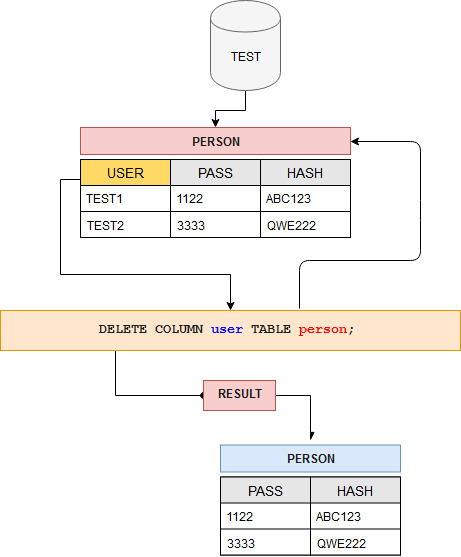 TEST
PERSON
USER PASS HASH
TEST1 1122 ABC123
TEST2 3333 QWE222
DELETE COLUMN user TABLE person;
RESULT
PERSON
PASS HASH
1122 ABC123
3333 QWE222